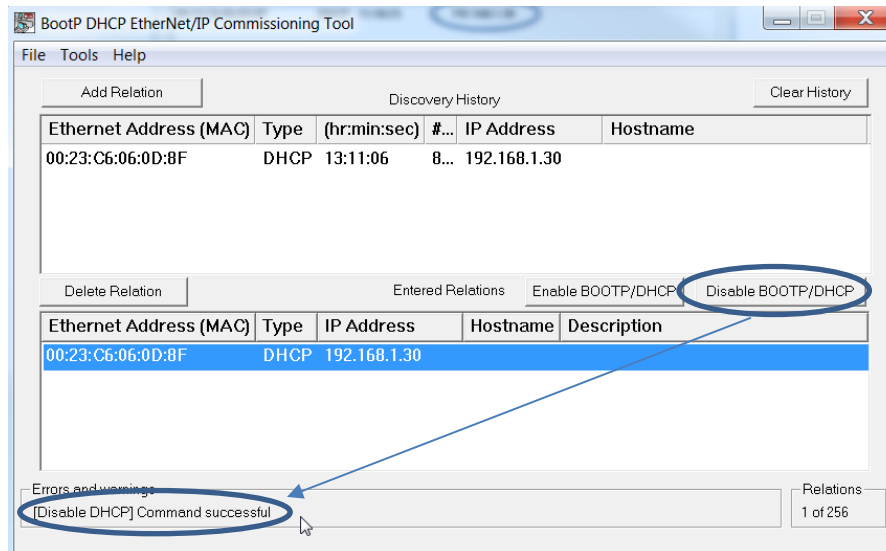 BootP DHCP EtherNet/IP Commissioning Tool
File Tools Help
Add Relation
Discovery History
Clear History
Ethernet Address (MAC) Type (hr:min:sec) #... IP Address Hostname
00:23:C6:06:0D:8F DHCP 13:11:06 8... 192.168.1.30
Delete Relation
Entered Relations
Enable BOOTP/DHCP
Disable BOOTP/DHCP
Ethernet Address (MAC) Type IP Address Hostname Description
00:23:C6:06:0D:8F DHCP 192.168.1.30
Errors and warnings
Relations
[Disable DHCP] Command successful
1 of 256